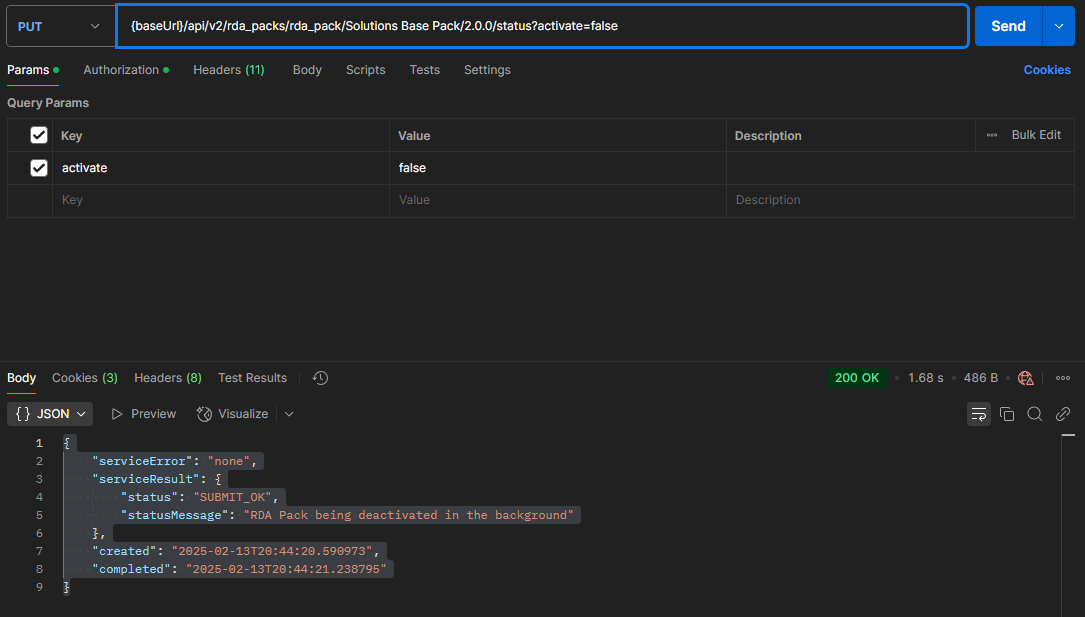 PUT {baseUrl}/api/v2/rda_packs/rda_pack/Solutions Base Pack/2.0.0/status?activate=false Send
Params Authorization Headers (11) Body Scripts Tests Settings Cookies
Query Params
Key Value Description Bulk Edit
activate false
Key Value Description
Body Cookies (3) Headers (8) Test Results 200 OK 1.68 s 486 B
{} JSON Preview Visualize
1 {
2 "serviceError": "none",
3 "serviceResult": {
4 "status": "SUBMIT_OK",
5 "statusMessage": "RDA Pack being deactivated in the background"
6 },
7 "created": "2025-02-13T20:44:20.590973",
8 "completed": "2025-02-13T20:44:21.238795"
9 }